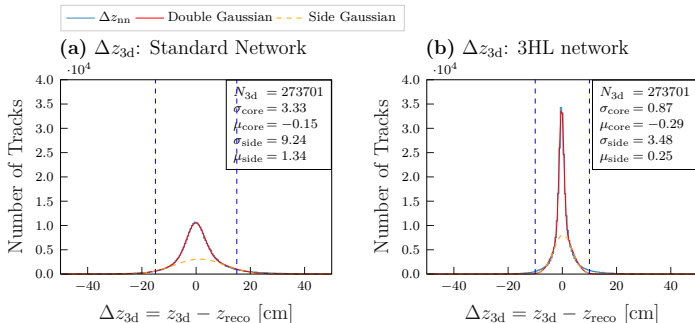 Δz_nn Double Gaussian Side Gaussian
(a) Δz_3d: Standard Network
·10^4
4.0
3.5
3.0
2.5
2.0
1.5
1.0
0.5
0.0
Number of Tracks
N_3d = 273701
σ_core = 3.33
μ_core = −0.15
σ_side = 9.24
μ_side = 1.34
−40 −20 0 20 40
Δz_3d = z_3d − z_reco [cm]
(b) Δz_3d: 3HL network
·10^4
4.0
3.5
3.0
2.5
2.0
1.5
1.0
0.5
0.0
Number of Tracks
N_3d = 273701
σ_core = 0.87
μ_core = −0.29
σ_side = 3.48
μ_side = 0.25
−40 −20 0 20 40
Δz_3d = z_3d − z_reco [cm]